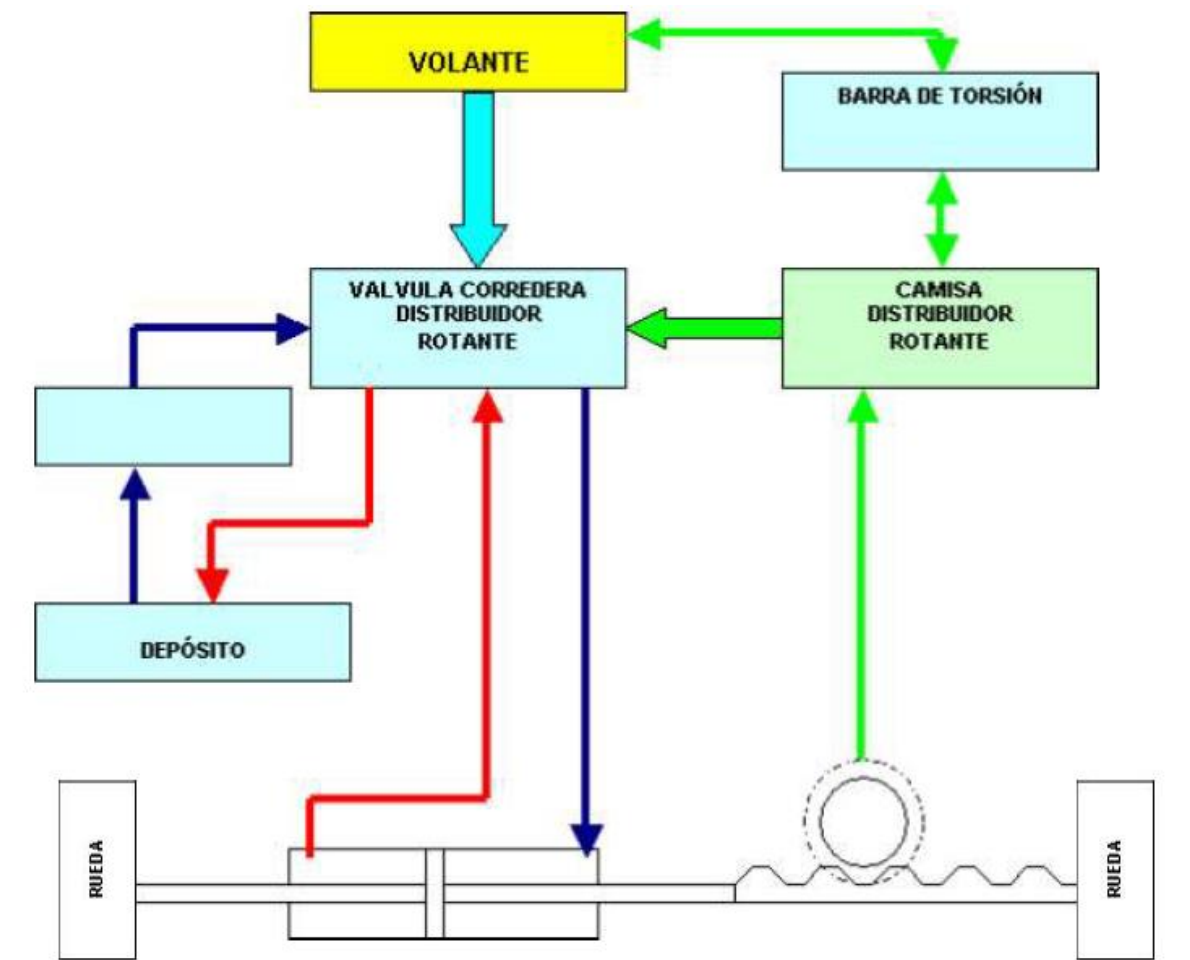 VOLANTE
BARRA DE TORSIÓN
VALVULA CORREDERA
DISTRIBUIDOR
ROTANTE
CAMISA
DISTRIBUIDOR
ROTANTE
DEPÓSITO
RUEDA
RUEDA